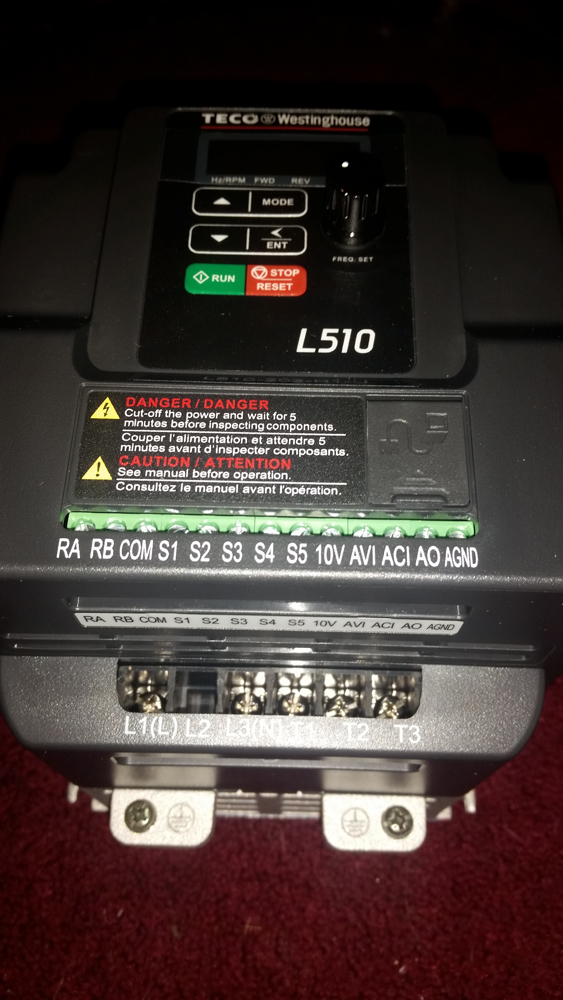 TECO Westinghouse
Hz/RPM FWD REV
MODE
ENT
FREQ. SET
RUN
STOP
RESET
L510
DANGER / DANGER
Cut-off the power and wait for 5
minutes before inspecting components.
Couper l'alimentation et attendre 5
minutes avant d'inspecter composants.
CAUTION / ATTENTION
See manual before operation.
Consultez le manuel avant l'opération.
RA RB COM S1 S2 S3 S4 S5 10V AVI ACI AO AGND
RA RB COM S1 S2 S3 S4 S5 10V AVI ACI AO AGND
L1(L) L2 L3(N) T1 T2 T3